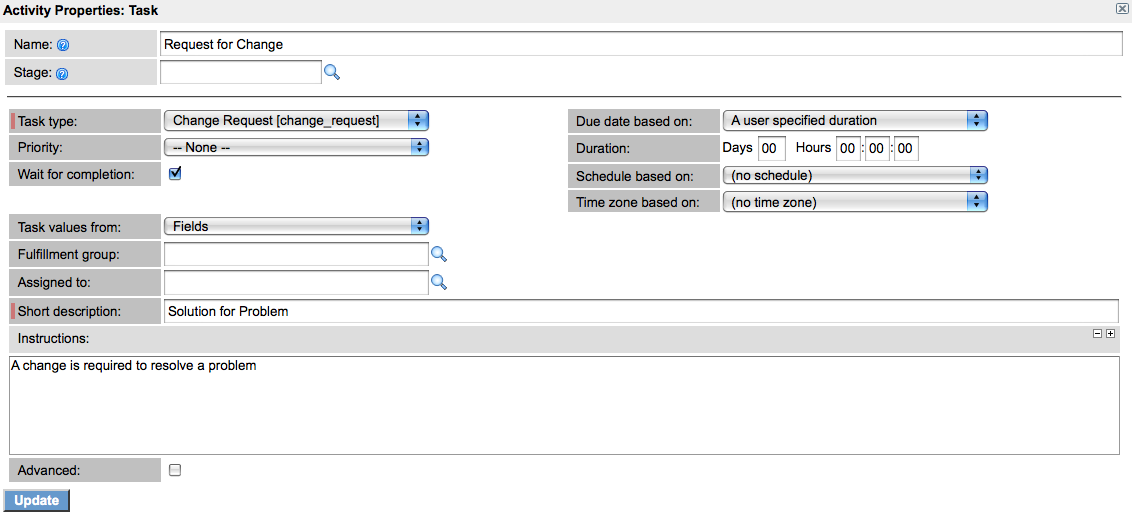 Activity Properties: Task
Name: Request for Change
Stage:
Task type: Change Request [change_request] Due date based on: A user specified duration
Priority: -- None -- Duration: Days 00 Hours 00 : 00 : 00
Wait for completion: Schedule based on: (no schedule)
Time zone based on: (no time zone)
Task values from: Fields
Fulfillment group:
Assigned to:
Short description: Solution for Problem
Instructions:
A change is required to resolve a problem
Advanced:
Update